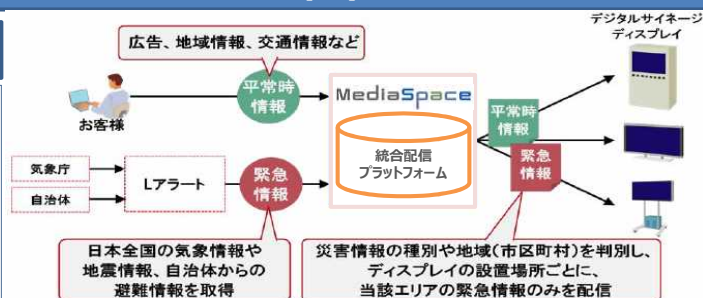 デジタルサイネージ
ディスプレイ
広告、地域情報、交通情報など
お客様
平常時
情報
MediaSpace
統合配信
プラットフォーム
平常時
情報
緊急
情報
気象庁
自治体
Lアラート
緊急
情報
日本全国の気象情報や
地震情報、自治体からの
避難情報を取得
災害情報の種別や地域(市区町村)を判別し、
ディスプレイの設置場所ごとに、
当該エリアの緊急情報のみを配信